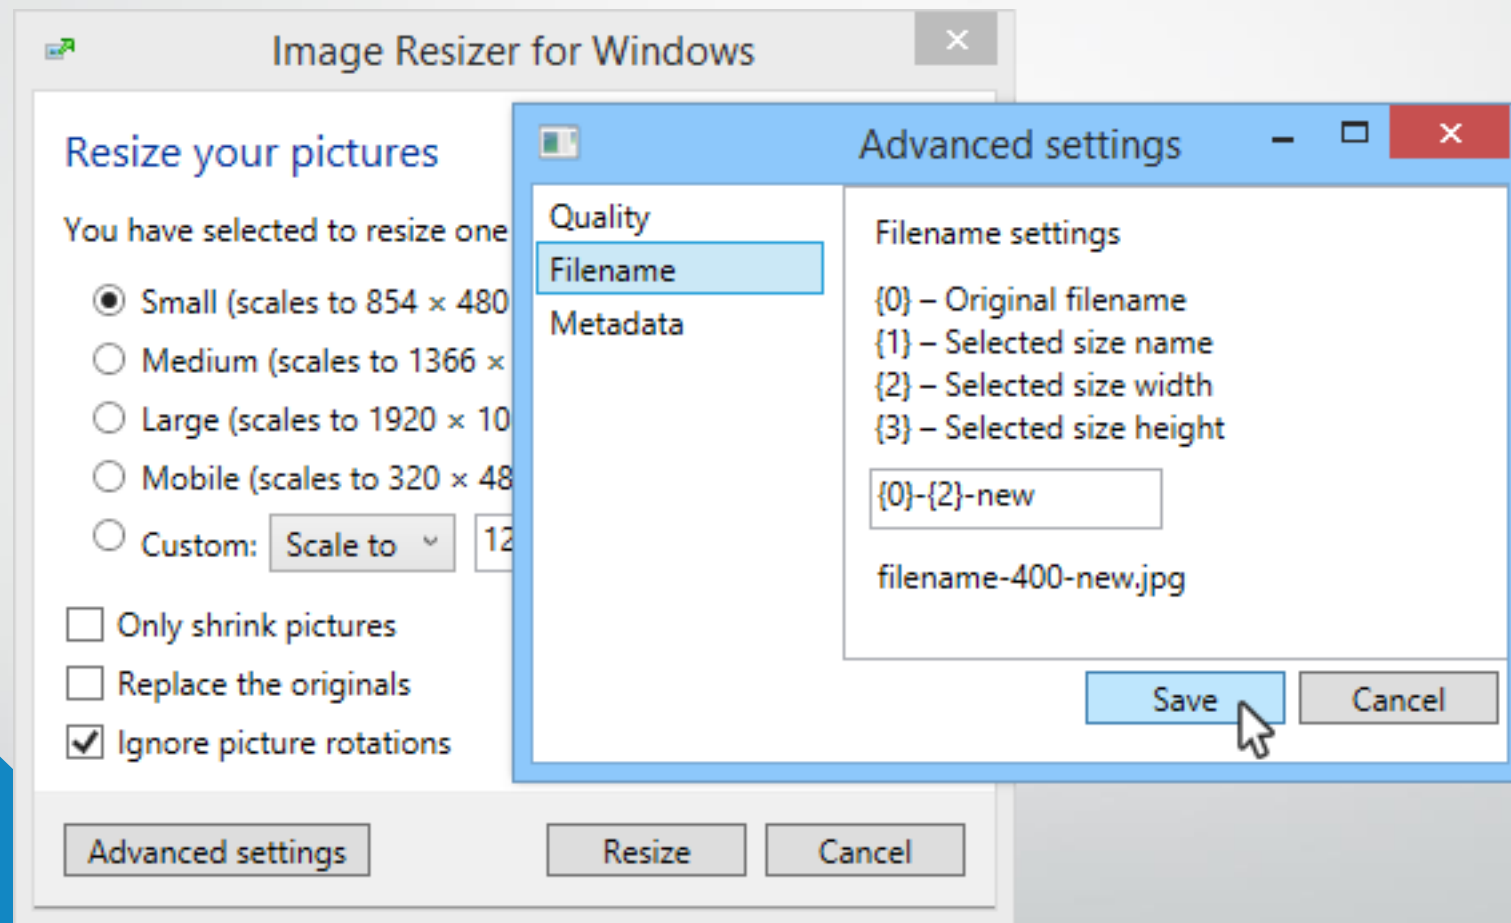 Image Resizer for Windows
Resize your pictures
You have selected to resize one
Small (scales to 854 × 480
Medium (scales to 1366 ×
Large (scales to 1920 × 10
Mobile (scales to 320 × 48
Custom: Scale to 12
Only shrink pictures
Replace the originals
Ignore picture rotations
Advanced settings Resize Cancel
Advanced settings
Quality
Filename
Metadata
Filename settings
{0} – Original filename
{1} – Selected size name
{2} – Selected size width
{3} – Selected size height
{0}-{2}-new
filename-400-new.jpg
Save Cancel